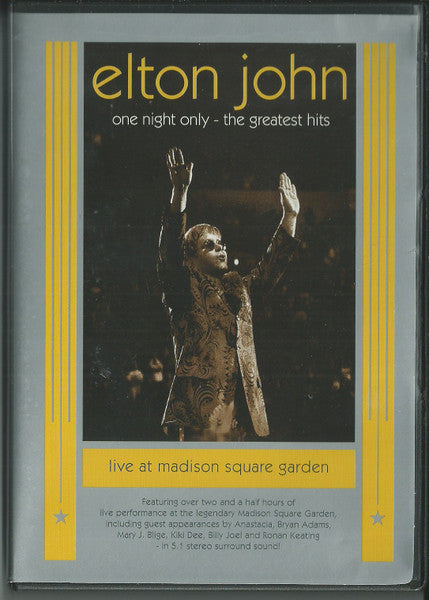 elton john
one night only - the greatest hits
live at madison square garden
Featuring over two and a half hours of
live performance at the legendary Madison Square Garden,
including guest appearances by Anastacia, Bryan Adams,
Mary J. Blige, Kiki Dee, Billy Joel and Ronan Keating
- in 5.1 stereo surround sound!